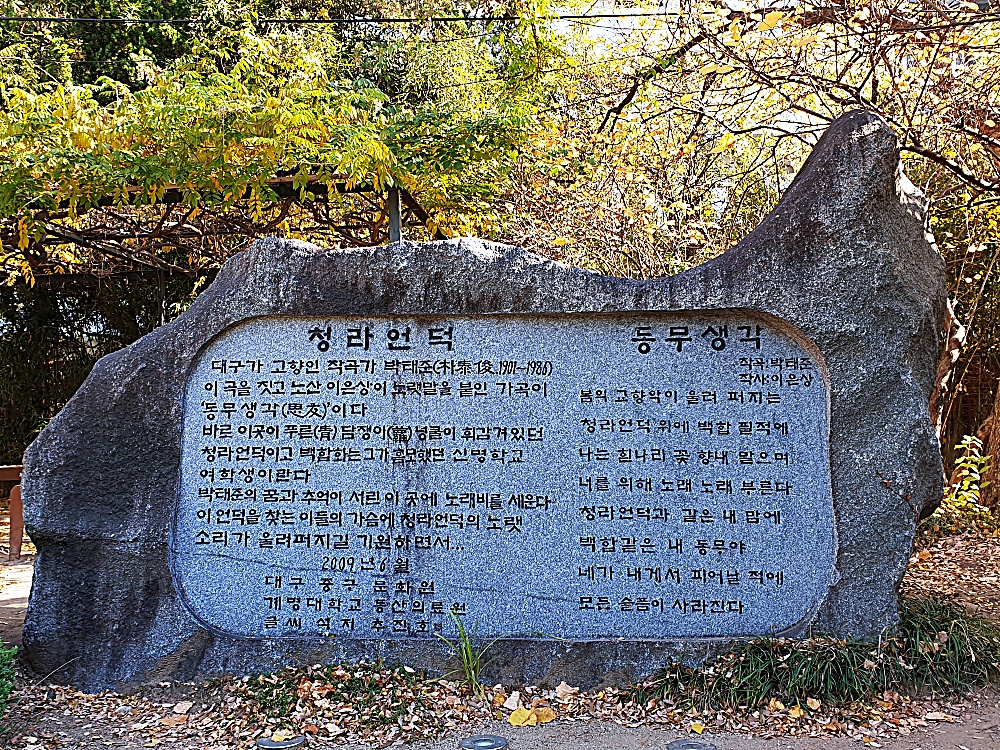 청라언덕
대구가 고향인 작곡가 박태준(朴泰俊.1901-1986)
이 곡을 짓고 노산 이은상이 노랫말을 붙인 가곡이
'동무생각(思友)'이다
바로 이곳이 푸른(靑) 담쟁이(蘿)넝쿨이 휘감겨있던
청라언덕이고 백합화는 그가 흠모했던 신명학교
여학생이란다
박태준의 꿈과 추억이 서린 이 곳에 노래비를 세운다
이 언덕을 찾는 이들의 가슴에 청라언덕의 노랫
소리가 울려퍼지길 기원하면서...
2009년 6월
대구중구문화원
계명대학교 동산의료원
글씨 석지 추진호
동무생각
작곡:박태준
작사:이은상
봄의 고향악이 울려 퍼지는
청라언덕 위에 백합 필적에
나는 흰나리 꽃 향내 맡으며
너를 위해 노래 노래 부른다
청라언덕과 같은 내 맘에
백합같은 내 동무야
네가 내게서 피어날 적에
모든 슬픔이 사라진다